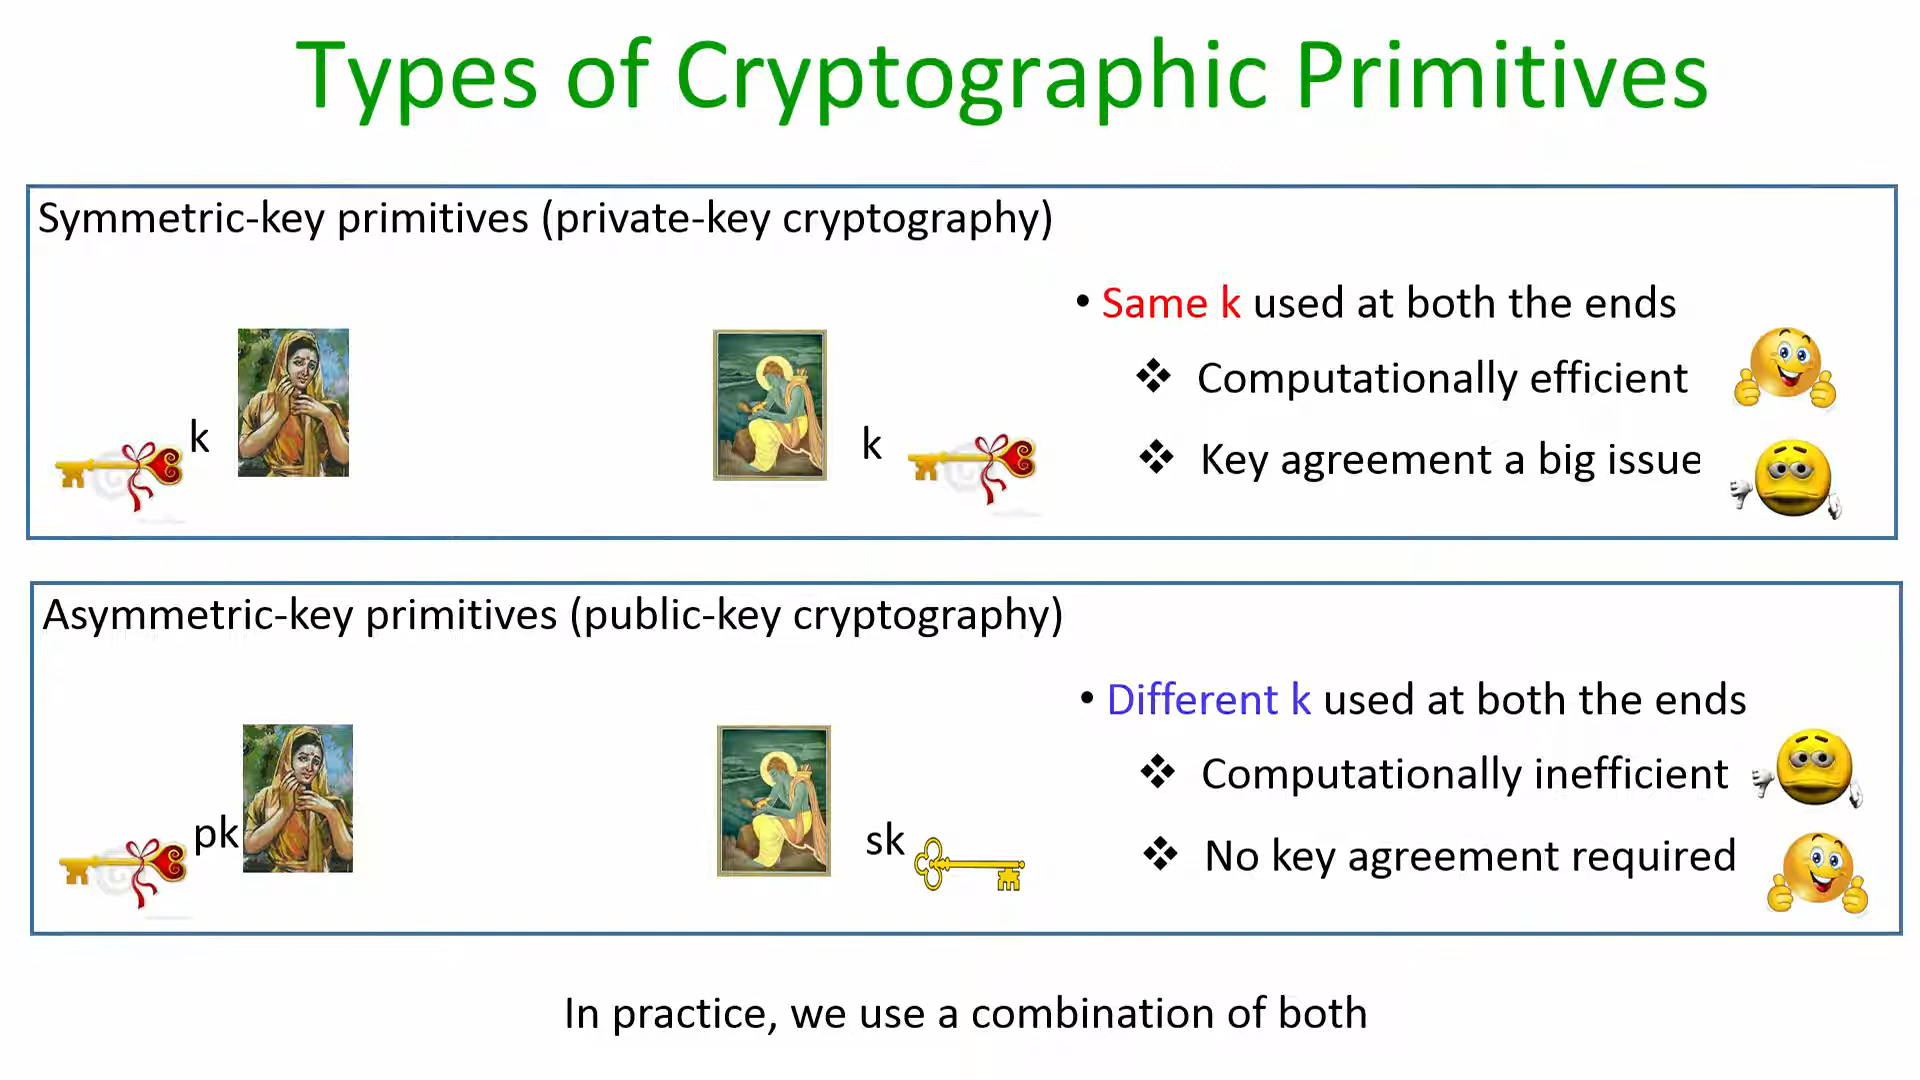 Types of Cryptographic Primitives
Symmetric-key primitives (private-key cryptography)
• Same k used at both the ends
❖ Computationally efficient
k
k
❖ Key agreement a big issue
Asymmetric-key primitives (public-key cryptography)
• Different k used at both the ends
❖ Computationally inefficient
pk
sk
❖ No key agreement required
In practice, we use a combination of both